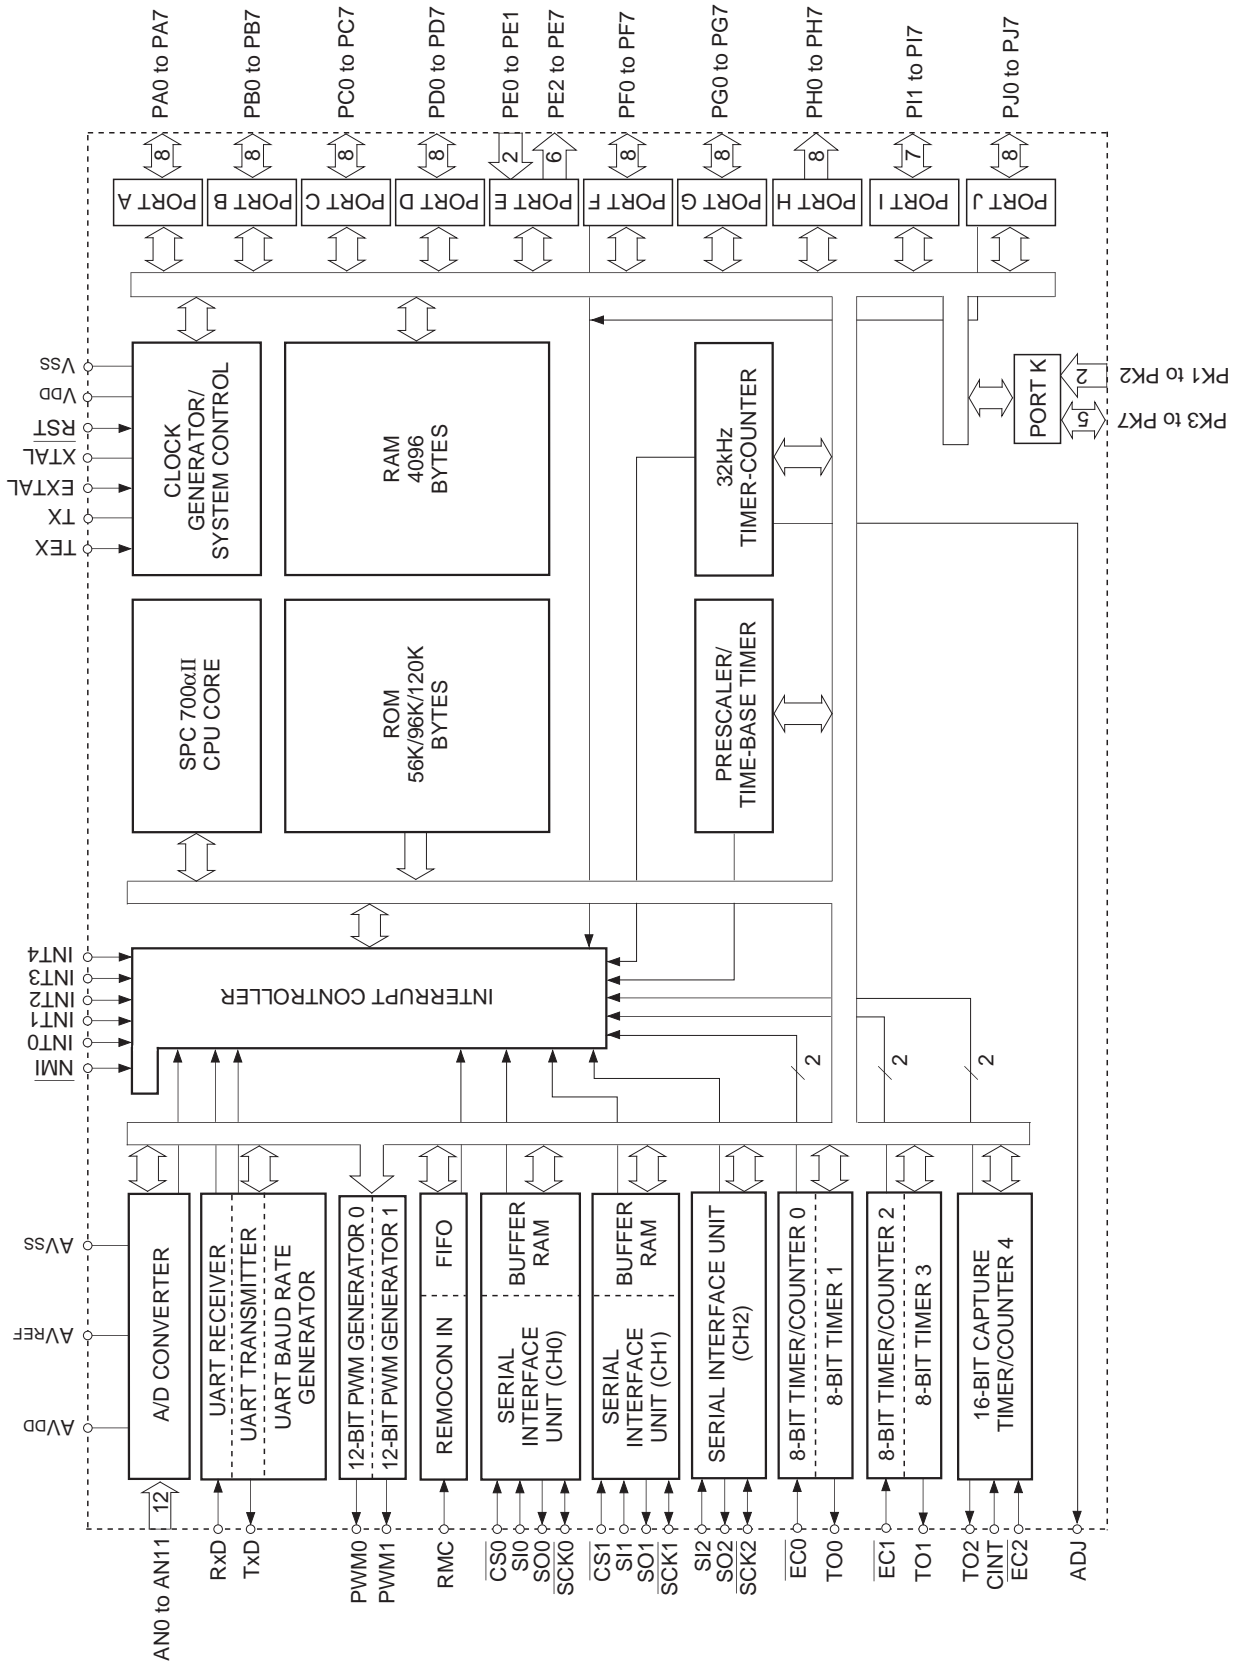 PA0 to PA7
PB0 to PB7
PC0 to PC7
PD0 to PD7
PE0 to PE1
PE2 to PE7
PF0 to PF7
PG0 to PG7
PH0 to PH7
PI1 to PI7
PJ0 to PJ7
8
8
8
8
2
6
8
8
8
7
8
PORT A
PORT B
PORT C
PORT D
PORT E
PORT F
PORT G
PORT H
PORT I
PORT J
VSS
VDD
RST
XTAL
EXTAL
TX
TEX
CLOCK
GENERATOR/
SYSTEM CONTROL
RAM
4096
BYTES
32kHz
TIMER-COUNTER
PORT K
2
5
PK1 to PK2
PK3 to PK7
SPC 700αII
CPU CORE
ROM
56K/96K/120K
BYTES
PRESCALER/
TIME-BASE TIMER
INT4
INT3
INT2
INT1
INT0
NMI
INTERRUPT CONTROLLER
2
2
2
AVSS
AVREF
AVDD
A/D CONVERTER
UART RECEIVER
UART TRANSMITTER
UART BAUD RATE
GENERATOR
12-BIT PWM GENERATOR 0
12-BIT PWM GENERATOR 1
REMOCON IN
FIFO
SERIAL
INTERFACE
UNIT (CH0)
BUFFER
RAM
SERIAL
INTERFACE
UNIT (CH1)
BUFFER
RAM
SERIAL INTERFACE UNIT
(CH2)
8-BIT TIMER/COUNTER 0
8-BIT TIMER 1
8-BIT TIMER/COUNTER 2
8-BIT TIMER 3
16-BIT CAPTURE
TIMER/COUNTER 4
12
AN0 to AN11
RxD
TxD
PWM0
PWM1
RMC
CS0
SI0
SO0
SCK0
CS1
SI1
SO1
SCK1
SI2
SO2
SCK2
EC0
TO0
EC1
TO1
TO2
CINT
EC2
ADJ